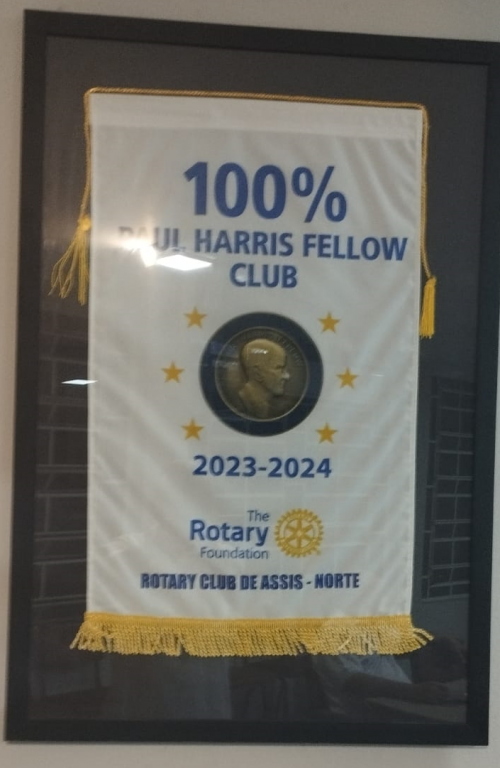 100%
PAUL HARRIS FELLOW
CLUB
2023-2024
The
Rotary
Foundation
ROTARY CLUB DE ASSIS - NORTE